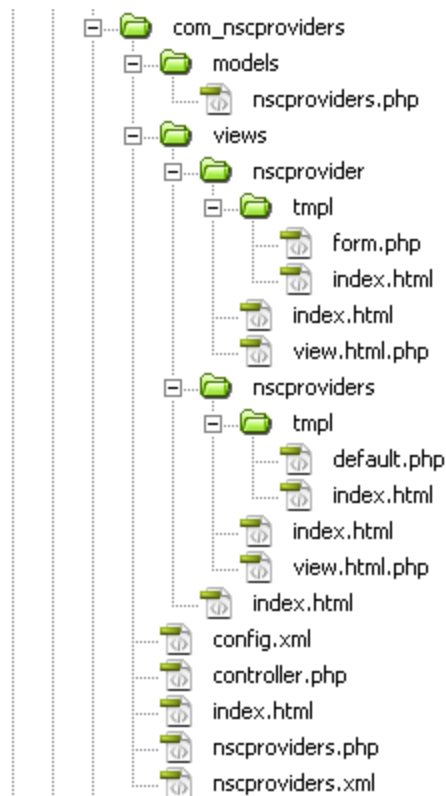 com_nscproviders
models
nscproviders.php
views
nscprovider
tmpl
form.php
index.html
index.html
view.html.php
nscproviders
tmpl
default.php
index.html
index.html
view.html.php
index.html
config.xml
controller.php
index.html
nscproviders.php
nscproviders.xml